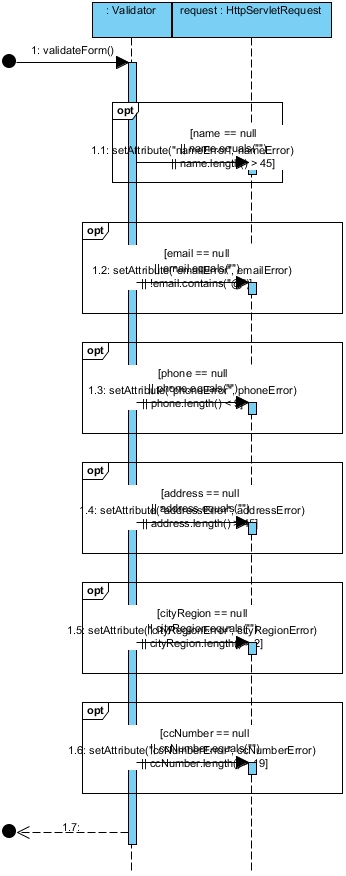 : Validator
request : HttpServletRequest
1: validateForm()
opt
[name == null
|| name.equals("")
1.1: setAttribute("nameError", nameError)
|| name.length() > 45]
opt
[email == null
|| email.equals("")
1.2: setAttribute("emailError", emailError)
|| !email.contains("@")]
opt
[phone == null
|| phone.equals("")
1.3: setAttribute("phoneError", phoneError)
|| phone.length() <
opt
[address == null
|| address.equals("")
1.4: setAttribute("addressError", addressError)
|| address.length()
opt
[cityRegion == null
|| cityRegion.equals("")
1.5: setAttribute("cityRegionError", cityRegionError)
|| cityRegion.length() 2]
opt
[ccNumber == null
|| ccNumber.equals("")
1.6: setAttribute("ccNumberError", ccNumberError)
|| ccNumber.length() 19]
1.7: